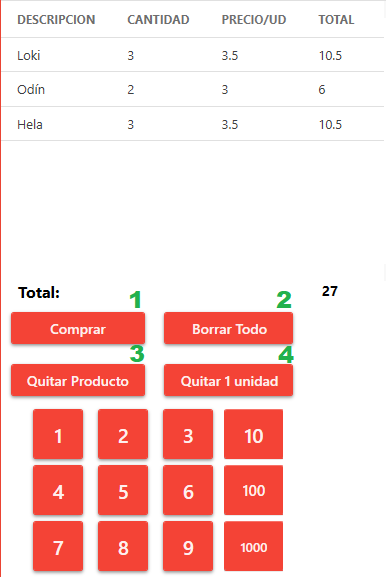 DESCRIPCION CANTIDAD PRECIO/UD TOTAL
Loki 3 3.5 10.5
Odín 2 3 6
Hela 3 3.5 10.5
Total: 27
1 2
Comprar Borrar Todo
3 4
Quitar Producto Quitar 1 unidad
1 2 3 10
4 5 6 100
7 8 9 1000